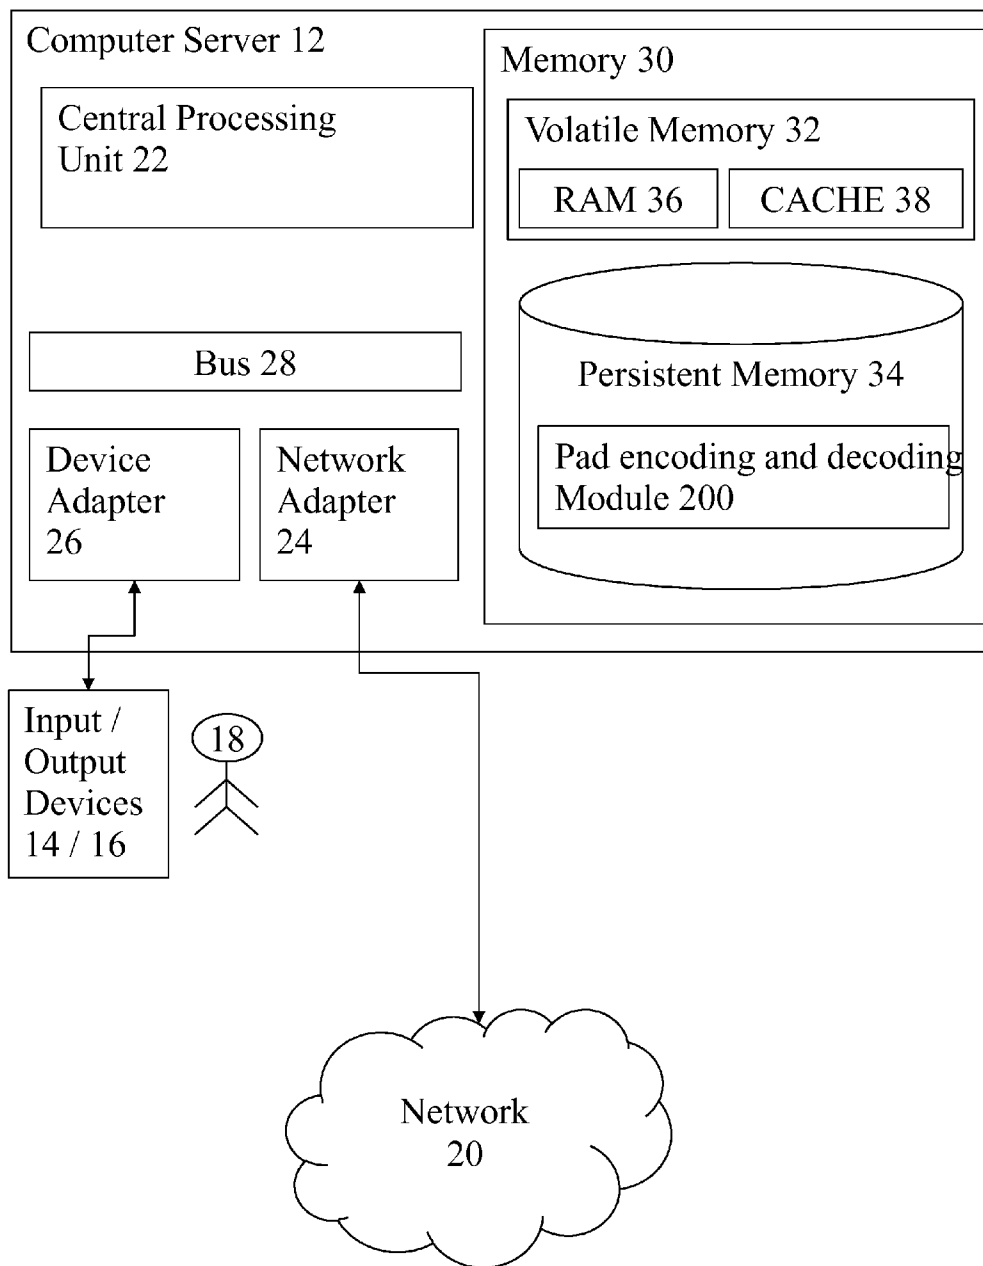 Computer Server 12
Central Processing
Unit 22
Memory 30
Volatile Memory 32
RAM 36
CACHE 38
Bus 28
Persistent Memory 34
Pad encoding and decoding
Module 200
Device
Adapter
26
Network
Adapter
24
Input /
Output
Devices
14 / 16
18
Network
20